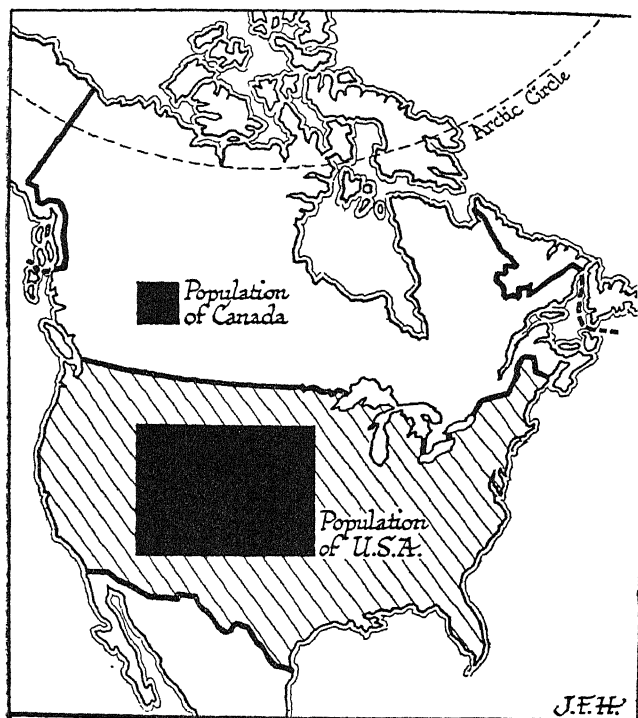 Arctic Circle
Population
of Canada
Population
of U.S.A.
J.F.H.